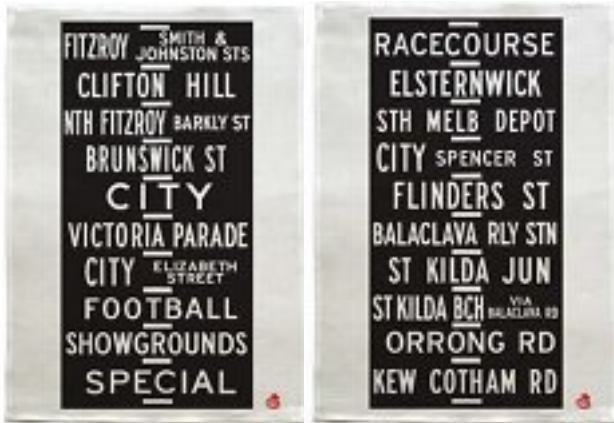 FITZROY SMITH & JOHNSTON STS
CLIFTON HILL
NTH FITZROY BARKLY ST
BRUNSWICK ST
CITY
VICTORIA PARADE
CITY ELIZABETH STREET
FOOTBALL
SHOWGROUNDS
SPECIAL
RACECOURSE
ELSTERNWICK
STH MELB DEPOT
CITY SPENCER ST
FLINDERS ST
BALACLAVA RLY STN
ST KILDA JUN
ST KILDA BCH VIA BALACLAVA RD
ORRONG RD
KEW COTHAM RD